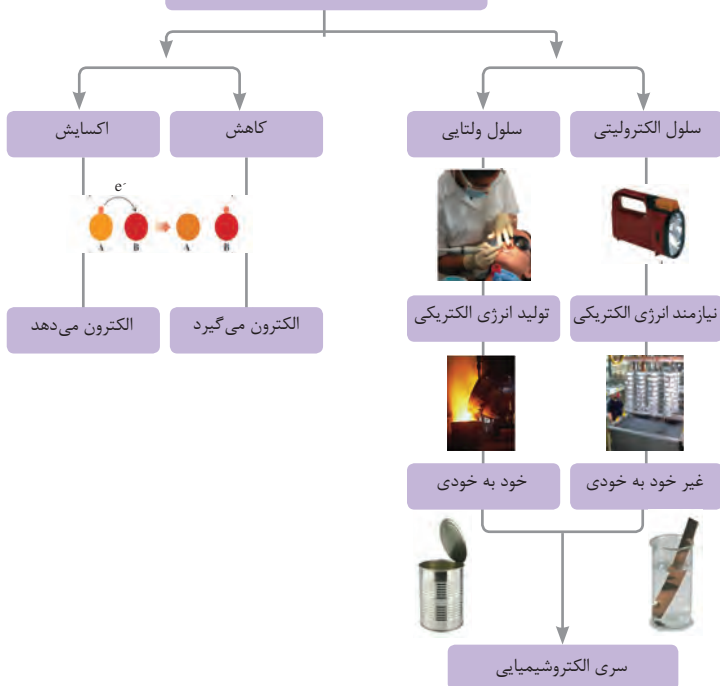 سلول الکترولیتی
سلول ولتایی
کاهش
اکسایش
e⁻
A B A B
نیازمند انرژی الکتریکی
تولید انرژی الکتریکی
الکترون می‌گیرد
الکترون می‌دهد
غیر خود به خودی
خود به خودی
سری الکتروشیمیایی